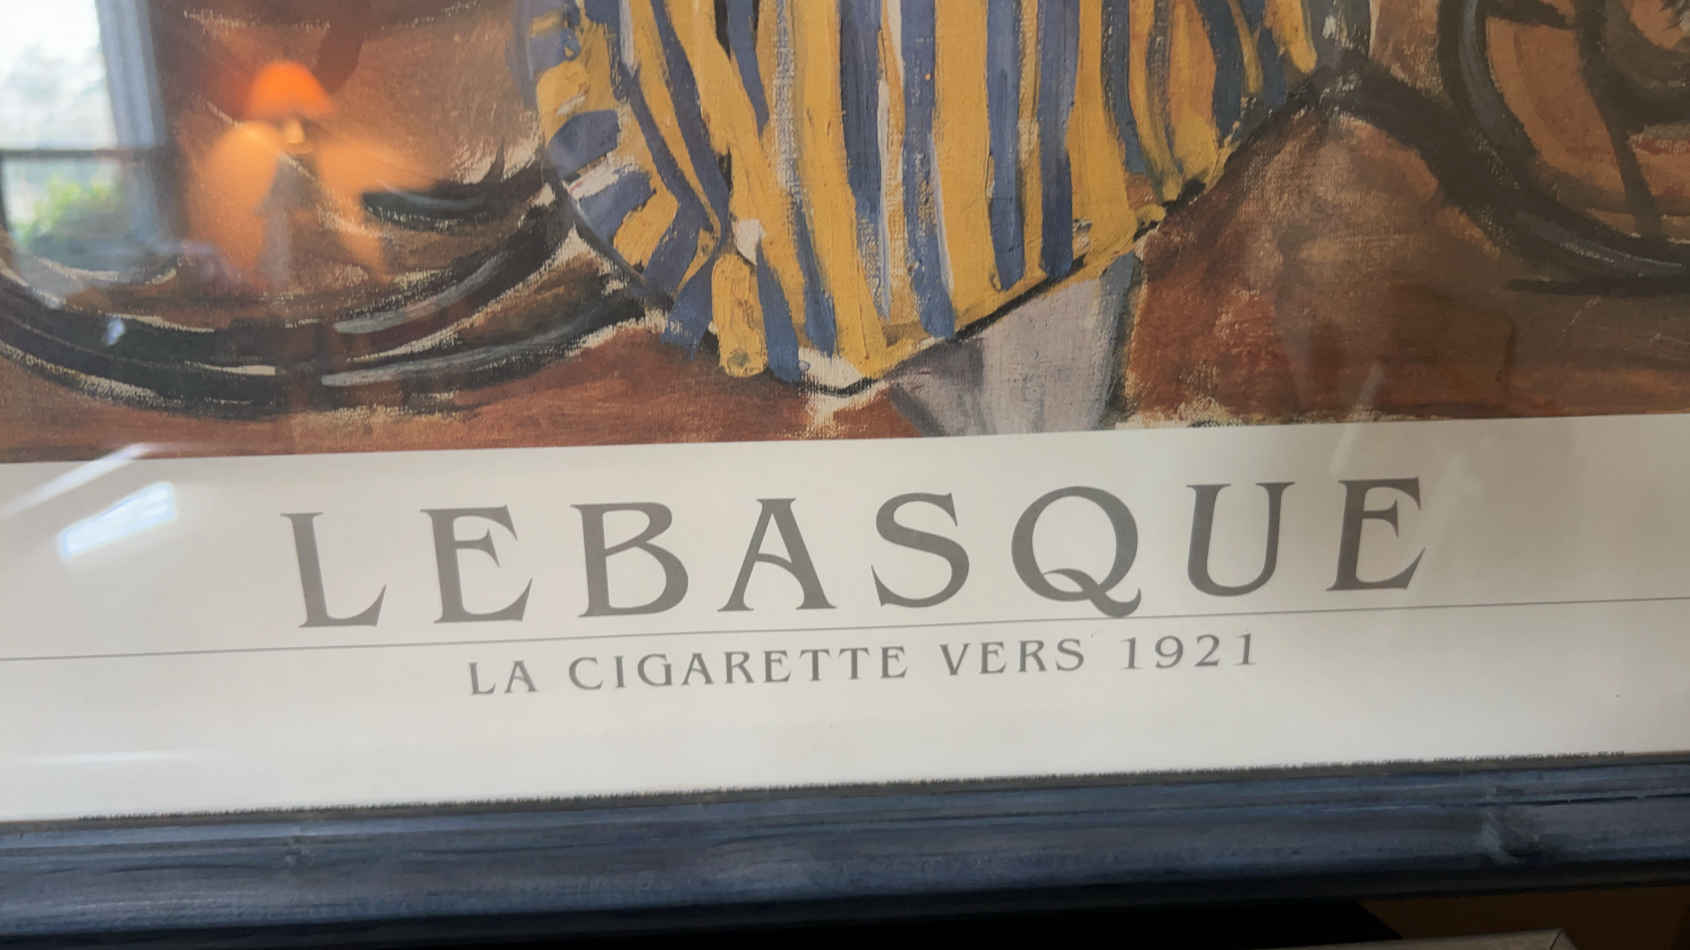 LEBASQUE
LA CIGARETTE VERS 1921